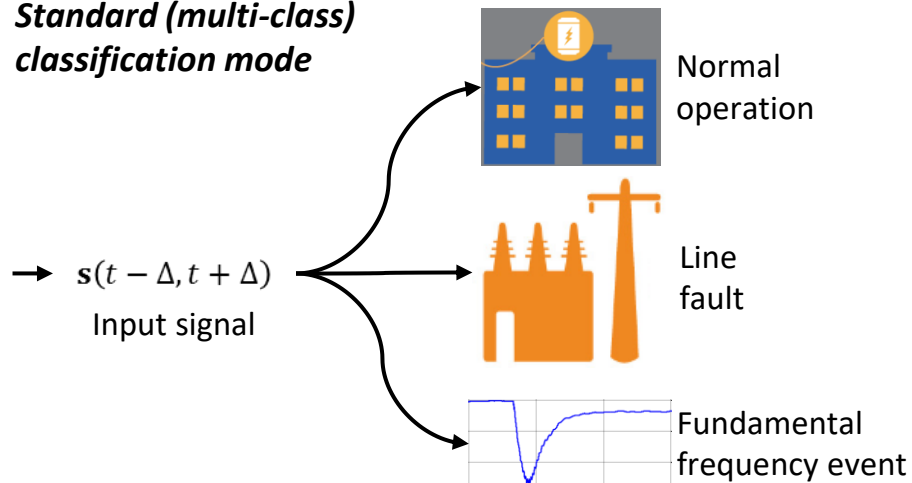 Standard (multi-class)
classification mode
Normal
operation
s(t − Δ, t + Δ)
Input signal
Line
fault
Fundamental
frequency event